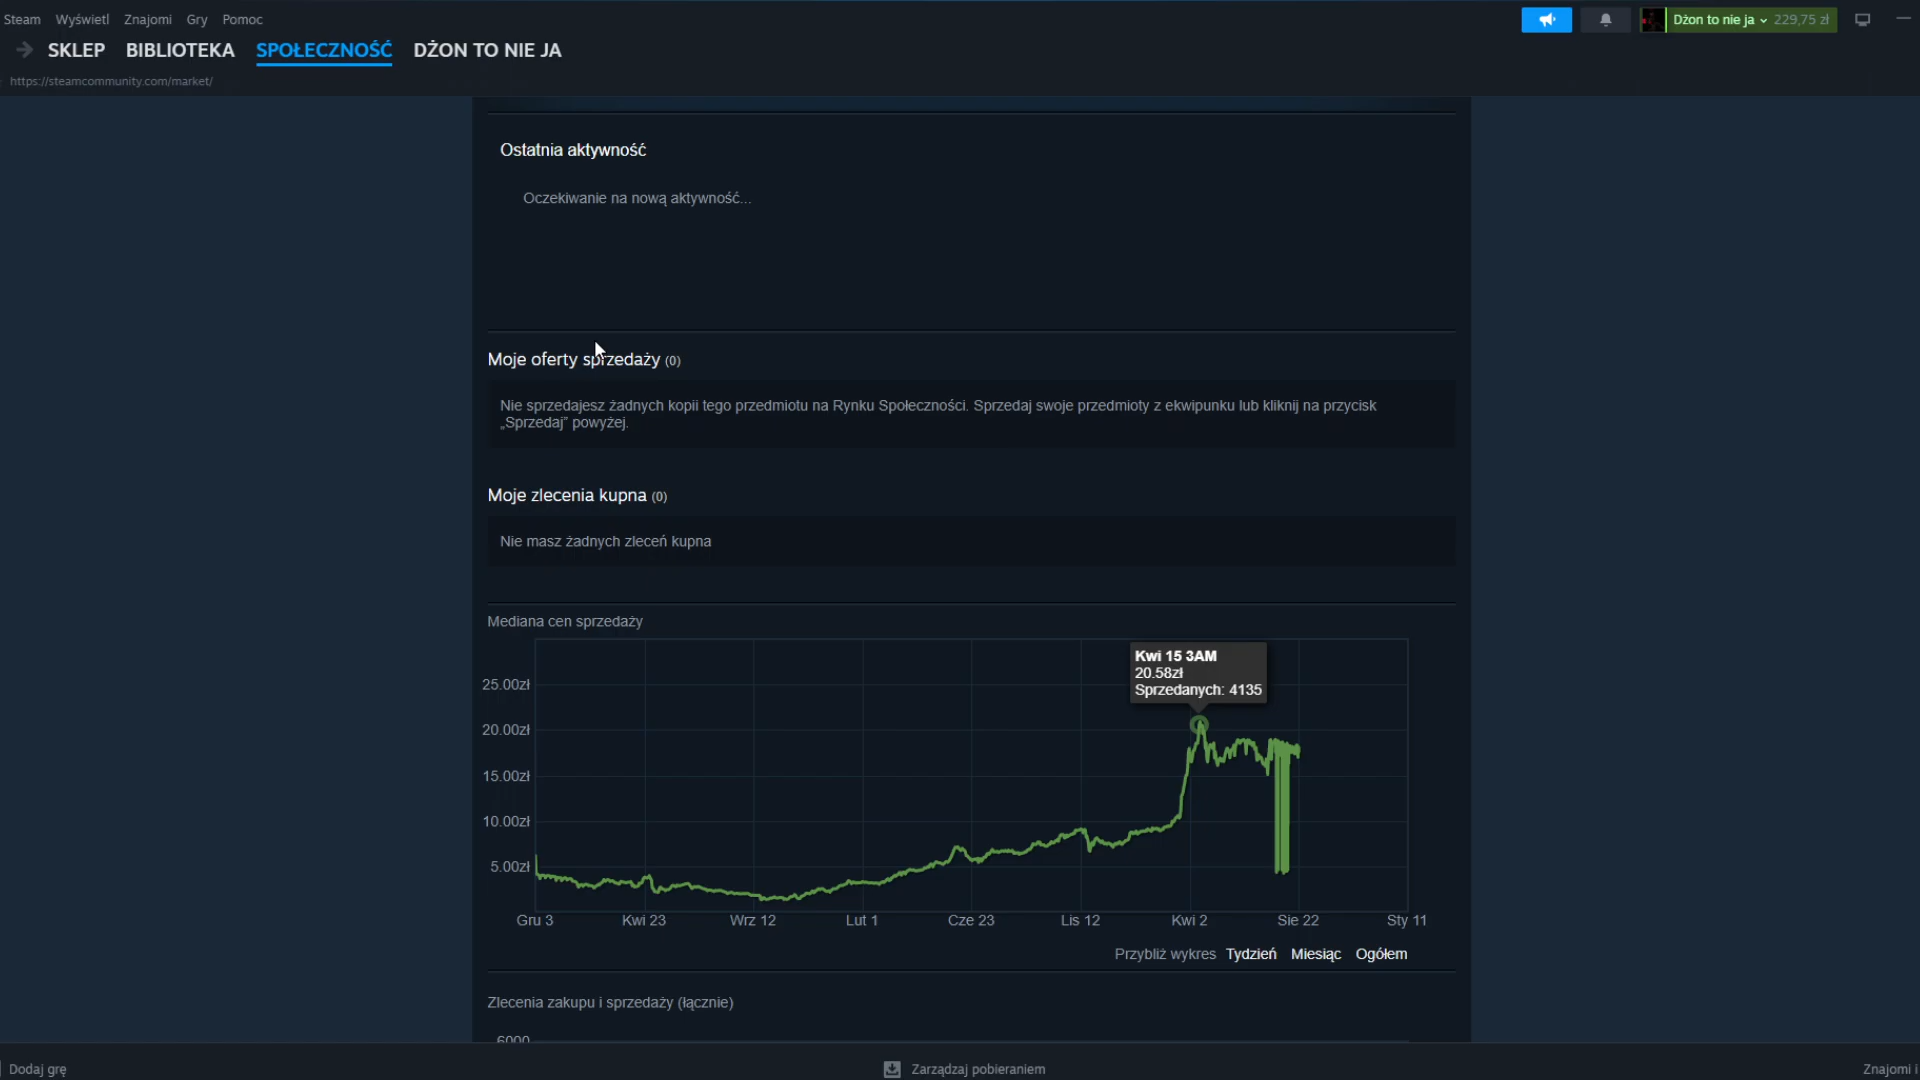 Steam Wyświetl Znajomi Gry Pomoc
Dżon to nie ja 229,75 zł
SKLEP BIBLIOTEKA SPOŁECZNOŚĆ DŻON TO NIE JA
https://steamcommunity.com/market/
Ostatnia aktywność
Oczekiwanie na nową aktywność...
Moje oferty sprzedaży (0)
Nie sprzedajesz żadnych kopii tego przedmiotu na Rynku Społeczności. Sprzedaj swoje przedmioty z ekwipunku lub kliknij na przycisk
„Sprzedaj” powyżej.
Moje zlecenia kupna (0)
Nie masz żadnych zleceń kupna
Mediana cen sprzedaży
Kwi 15 3AM
20.58zł
Sprzedanych: 4135
25.00zł
20.00zł
15.00zł
10.00zł
5.00zł
Gru 3 Kwi 23 Wrz 12 Lut 1 Cze 23 Lis 12 Kwi 2 Sie 22 Sty 11
Przybliż wykres Tydzień Miesiąc Ogółem
Zlecenia zakupu i sprzedaży (łącznie)
6000
Dodaj grę
Zarządzaj pobieraniem
Znajomi i